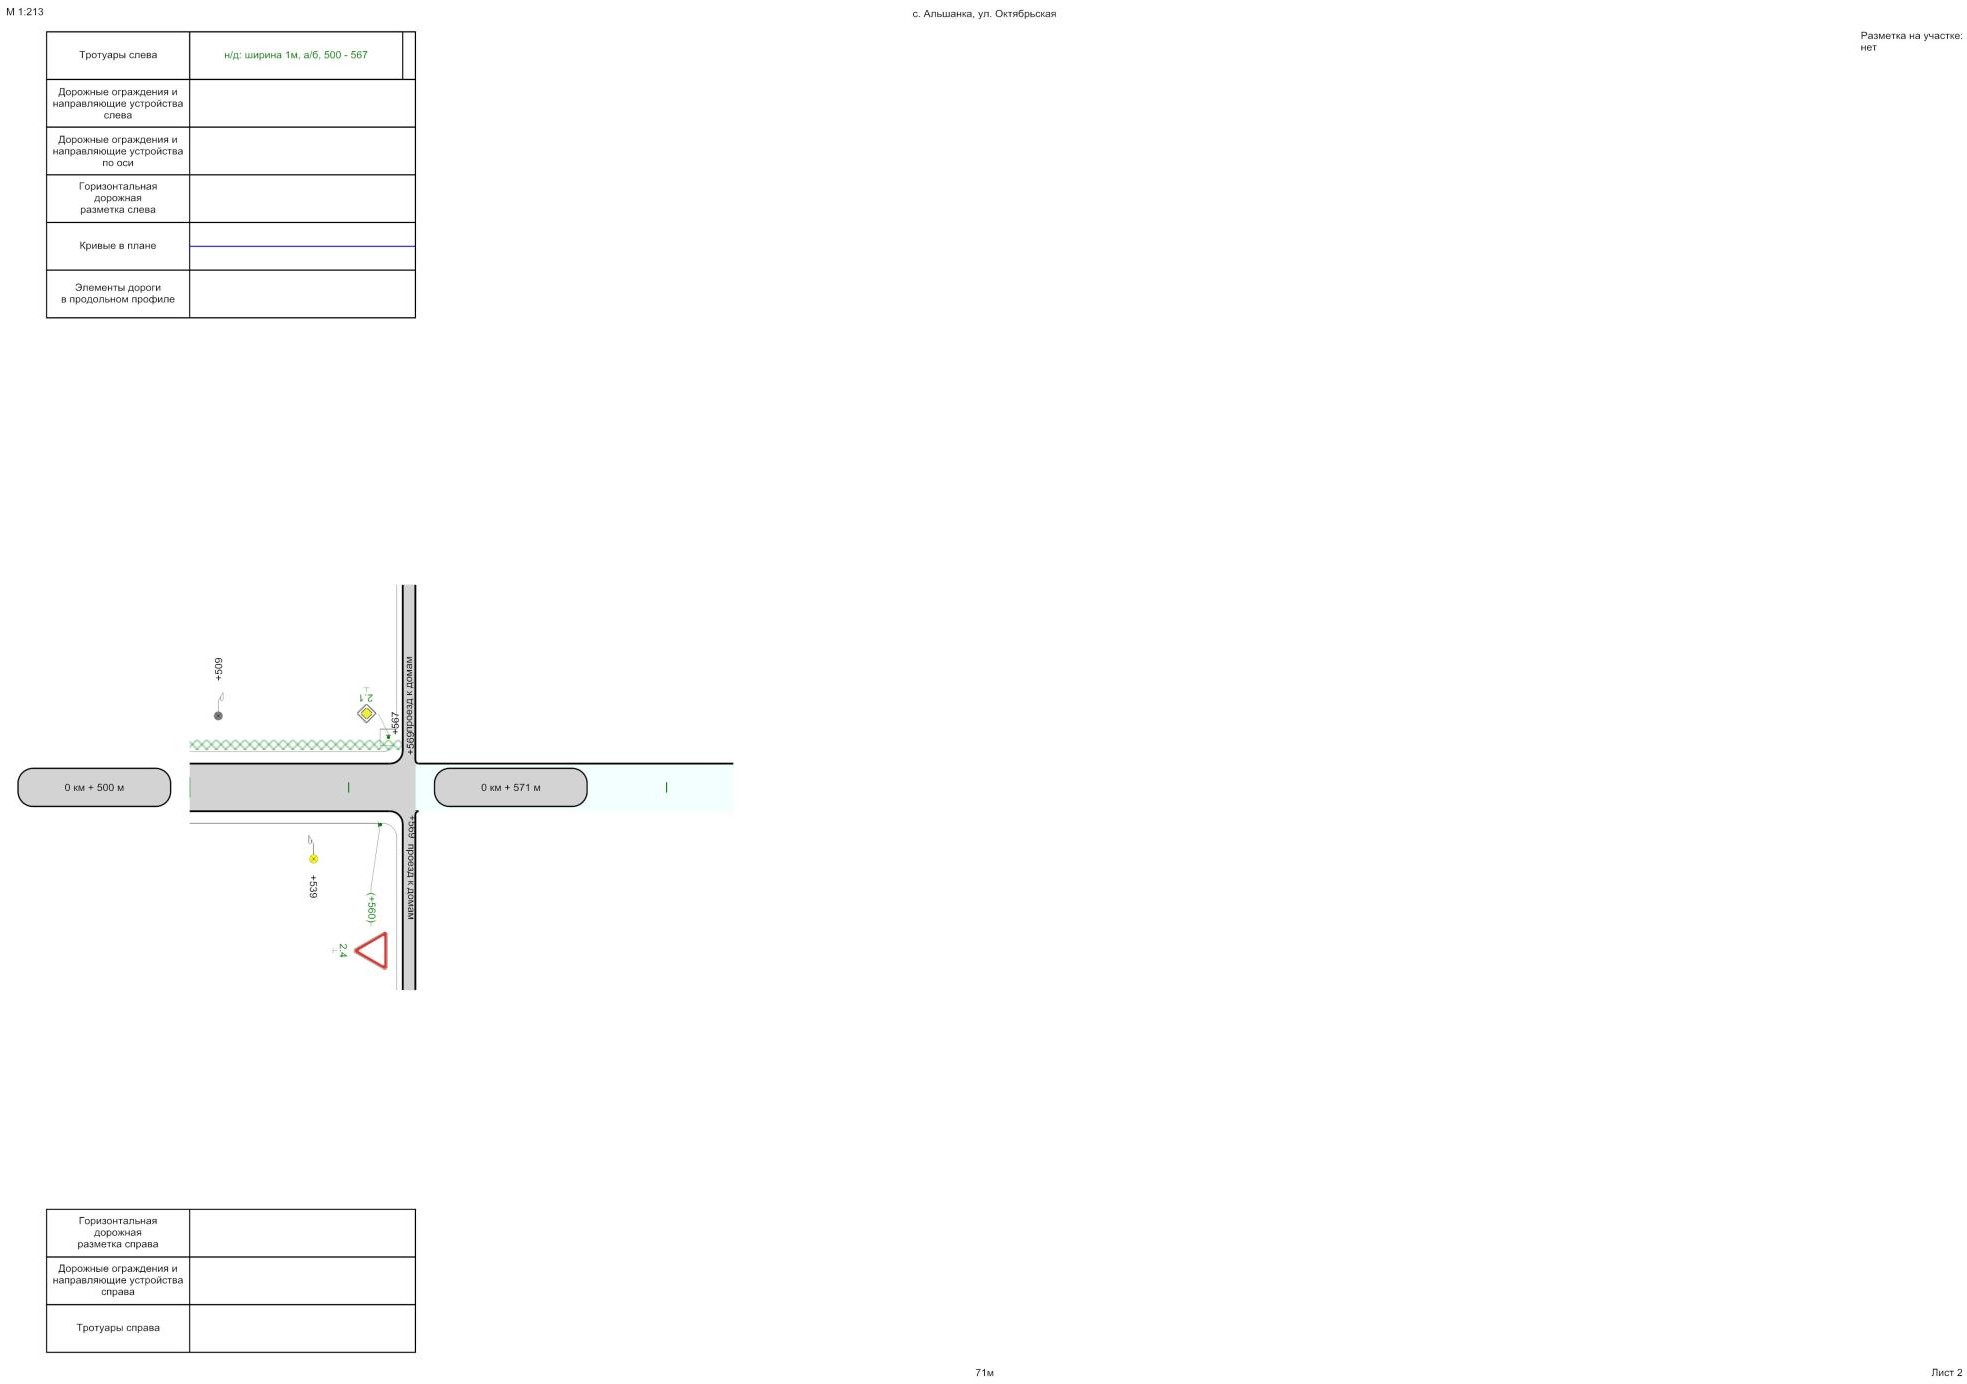 М 1:213
с. Альшанка, ул. Октябрьская
Разметка на участке:
нет
Тротуары слева
н/д: ширина 1м, а/б, 500 - 567
Дорожные ограждения и
направляющие устройства
слева
Дорожные ограждения и
направляющие устройства
по оси
Горизонтальная
дорожная
разметка слева
Кривые в плане
Элементы дороги
в продольном профиле
+509
2.1
+567
+569
проезд к домам
0 км + 500 м
0 км + 571 м
+569
проезд к домам
+539
(+560)
2.4
Горизонтальная
дорожная
разметка справа
Дорожные ограждения и
направляющие устройства
справа
Тротуары справа
71м
Лист 2